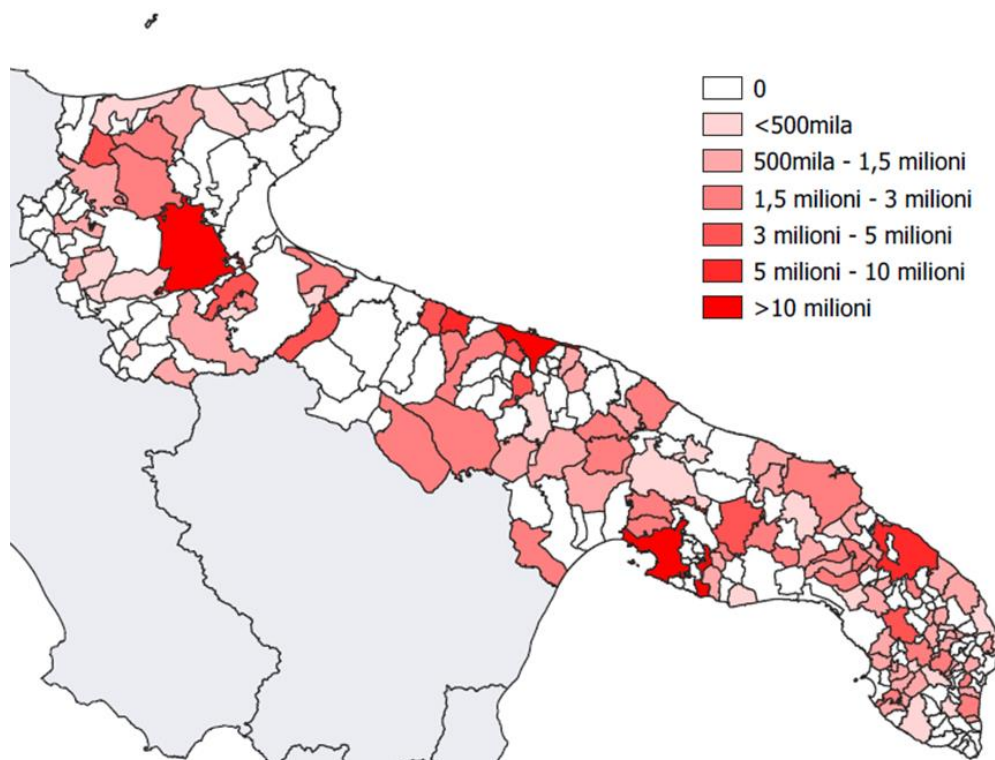 0
<500mila
500mila - 1,5 milioni
1,5 milioni - 3 milioni
3 milioni - 5 milioni
5 milioni - 10 milioni
>10 milioni